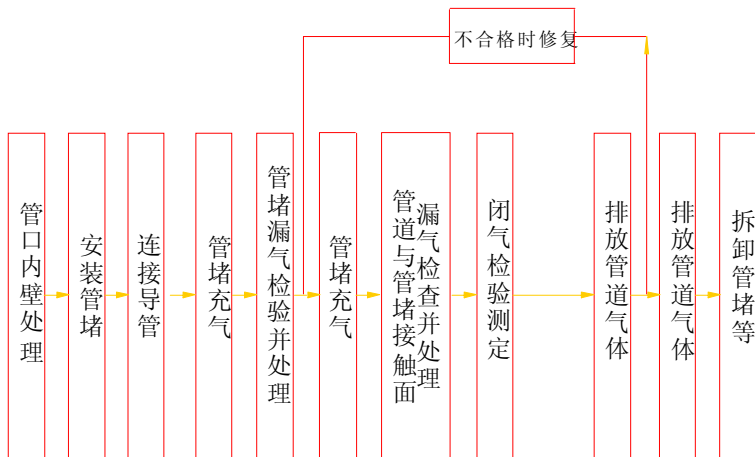 不合格时修复
管口内壁处理
安装管堵
连接导管
管堵充气
管堵漏气检验并处理
管堵充气
管道与管堵接触面
漏气检查并处理
闭气检验测定
排放管道气体
排放管道气体
拆卸管堵等